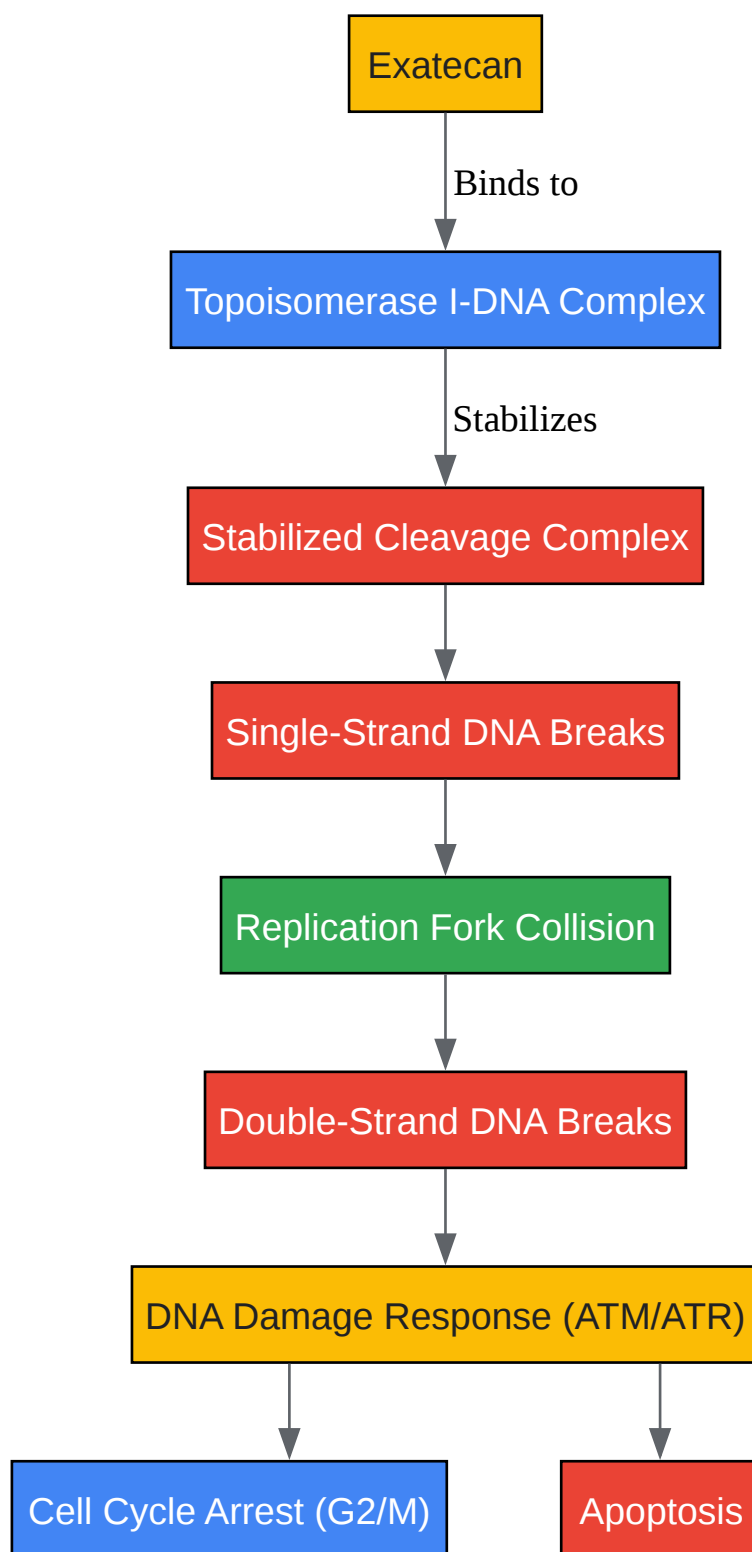 Exatecan
Binds to
Topoisomerase I-DNA Complex
Stabilizes
Stabilized Cleavage Complex
Single-Strand DNA Breaks
Replication Fork Collision
Double-Strand DNA Breaks
DNA Damage Response (ATM/ATR)
Cell Cycle Arrest (G2/M)
Apoptosis